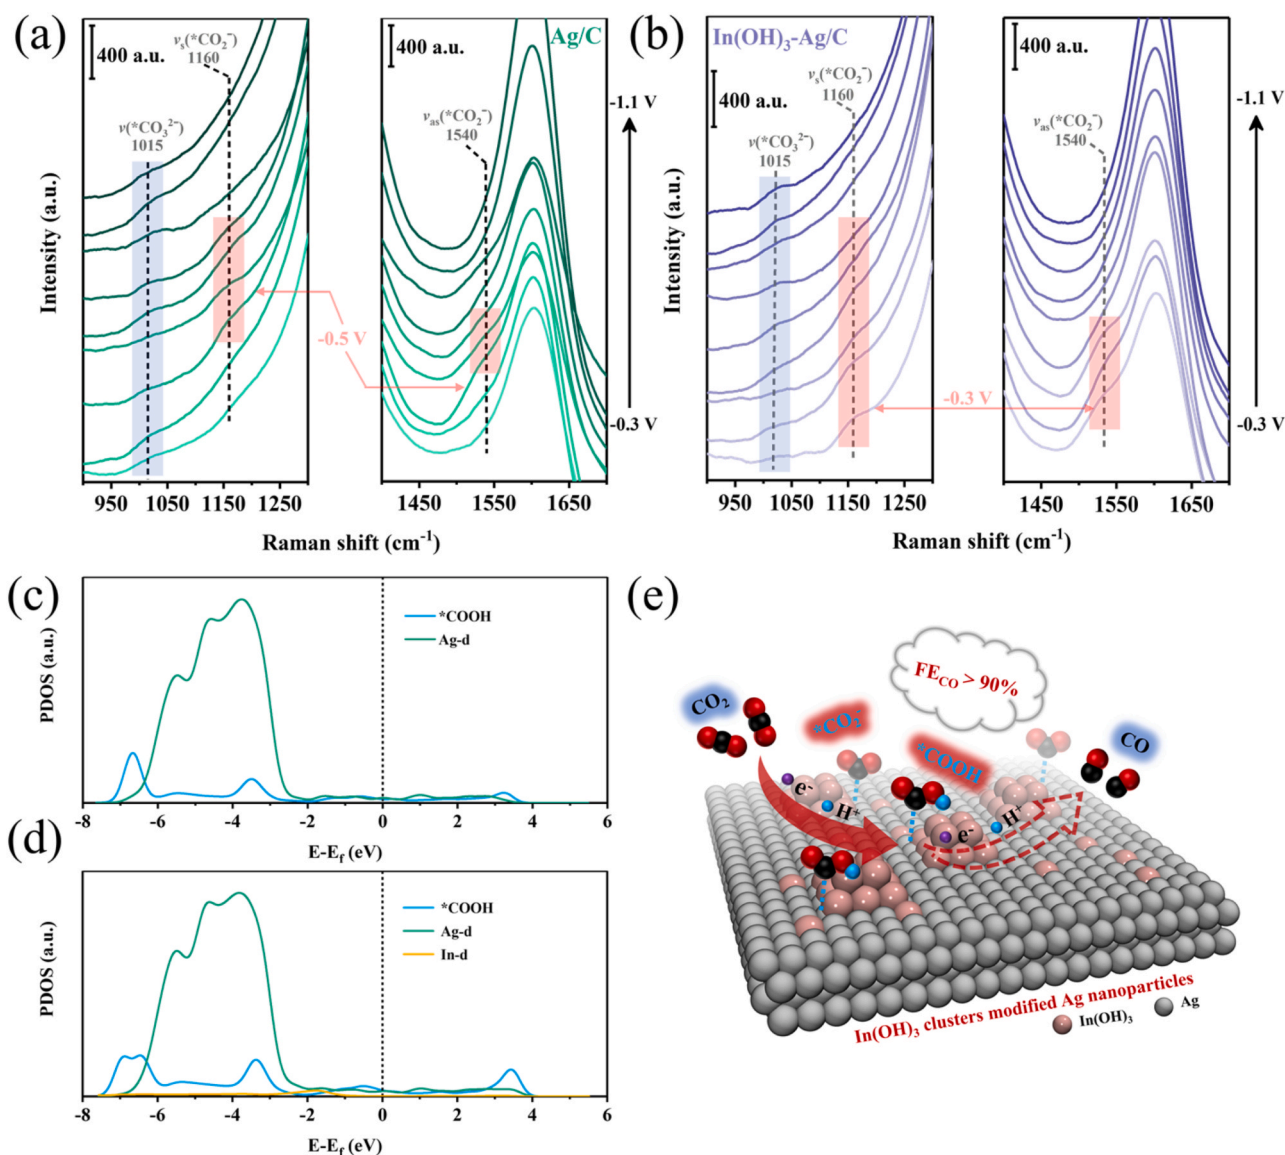 (a)
400 a.u.
νs(*CO2⁻)
1160
ν(*CO3²⁻)
1015
Intensity (a.u.)
950 1050 1150 1250
Ag/C
400 a.u.
νas(*CO2⁻)
1540
-0.5 V
-1.1 V
-0.3 V
1450 1550 1650
Raman shift (cm⁻¹)
(b)
In(OH)3-Ag/C
400 a.u.
νs(*CO2⁻)
1160
ν(*CO3²⁻)
1015
Intensity (a.u.)
950 1050 1150 1250
400 a.u.
νas(*CO2⁻)
1540
-0.3 V
-1.1 V
-0.3 V
1450 1550 1650
Raman shift (cm⁻¹)
(c)
PDOS (a.u.)
*COOH
Ag-d
-8 -6 -4 -2 0 2 4 6
E-Ef (eV)
(d)
PDOS (a.u.)
*COOH
Ag-d
In-d
-8 -6 -4 -2 0 2 4 6
E-Ef (eV)
(e)
FECO > 90%
CO2
*CO2⁻
*COOH
CO
e⁻
H⁺
e⁻
H⁺
In(OH)3 clusters modified Ag nanoparticles
In(OH)3
Ag